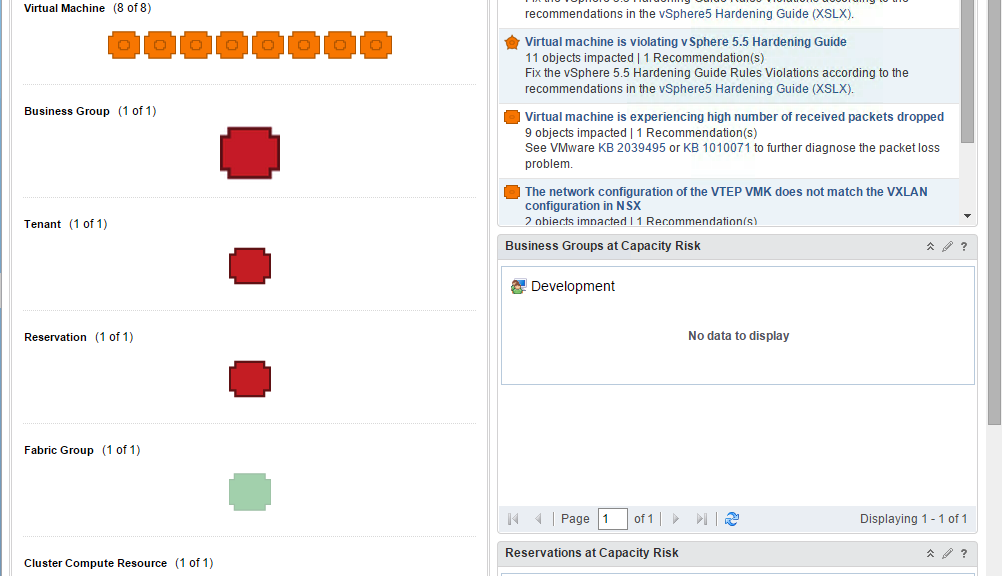 Virtual Machine (8 of 8)
Business Group (1 of 1)
Tenant (1 of 1)
Reservation (1 of 1)
Fabric Group (1 of 1)
Cluster Compute Resource (1 of 1)
recommendations in the vSphere5 Hardening Guide (XSLX).
Virtual machine is violating vSphere 5.5 Hardening Guide
11 objects impacted | 1 Recommendation(s)
Fix the vSphere 5.5 Hardening Guide Rules Violations according to the
recommendations in the vSphere5 Hardening Guide (XSLX).
Virtual machine is experiencing high number of received packets dropped
9 objects impacted | 1 Recommendation(s)
See VMware KB 2039495 or KB 1010071 to further diagnose the packet loss
problem.
The network configuration of the VTEP VMK does not match the VXLAN
configuration in NSX
2 objects impacted | 1 Recommendation(s)
Business Groups at Capacity Risk ?
Development
No data to display
Page 1 of 1 Displaying 1 - 1 of 1
Reservations at Capacity Risk ?